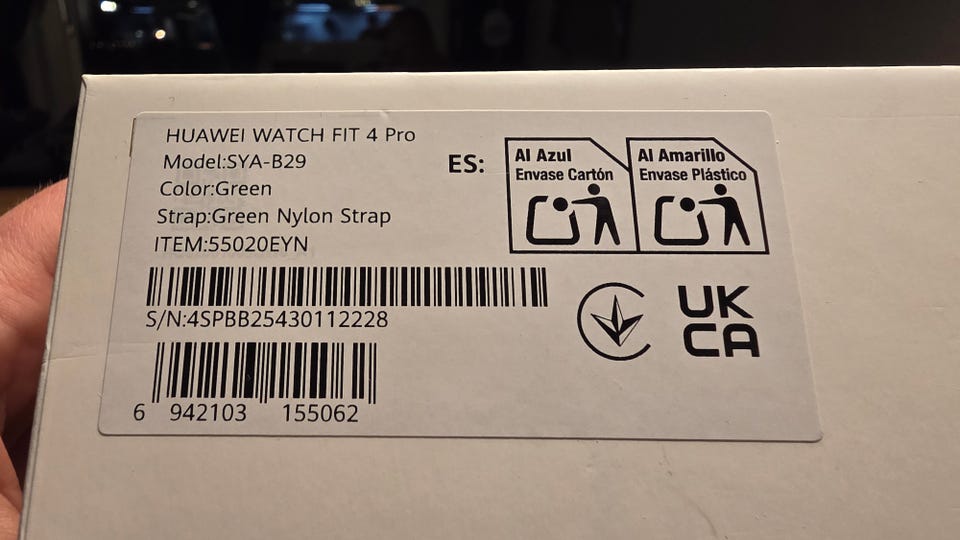 HUAWEI WATCH FIT 4 Pro
Model:SYA-B29
Color:Green
Strap:Green Nylon Strap
ITEM:55020EYN
S/N:4SPBB25430112228
6 942103 155062
ES:
Al Azul
Envase Cartón
Al Amarillo
Envase Plástico
UK
CA